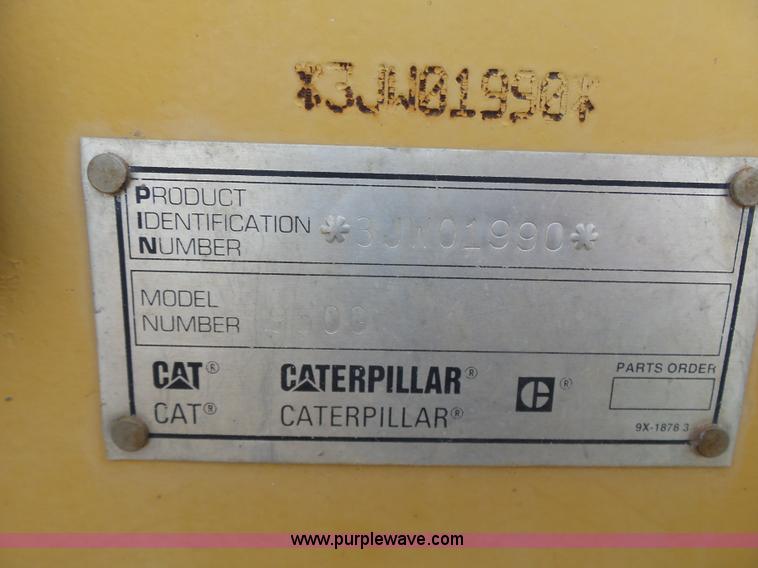 *3JW01990*
PRODUCT
IDENTIFICATION
NUMBER
*3JW01990*
MODEL
NUMBER
950G
CAT® CATERPILLAR® C® PARTS ORDER
CAT® CATERPILLAR®
9X-1878 3
www.purplewave.com